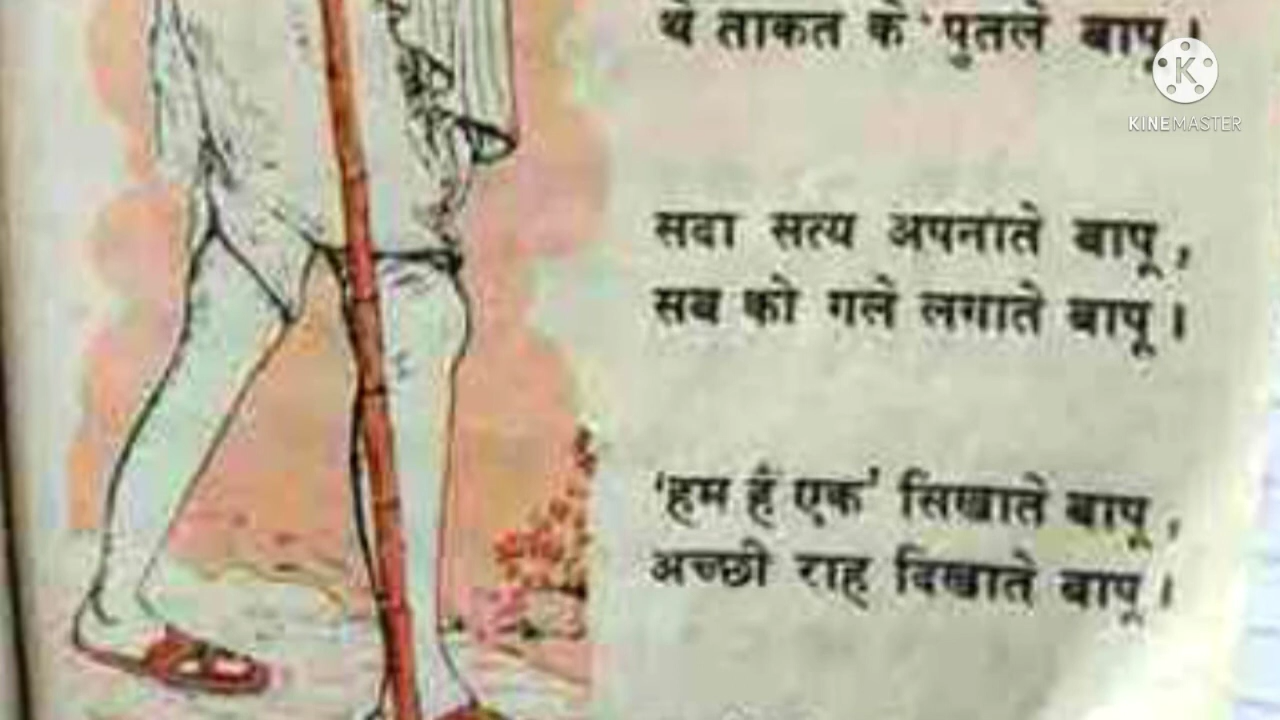 थे ताकत के पुतले बापू।
KINEMASTER
सदा सत्य अपनाते बापू,
सब को गले लगाते बापू।
‘हम हैं एक’ सिखाते बापू,
अच्छी राह दिखाते बापू।